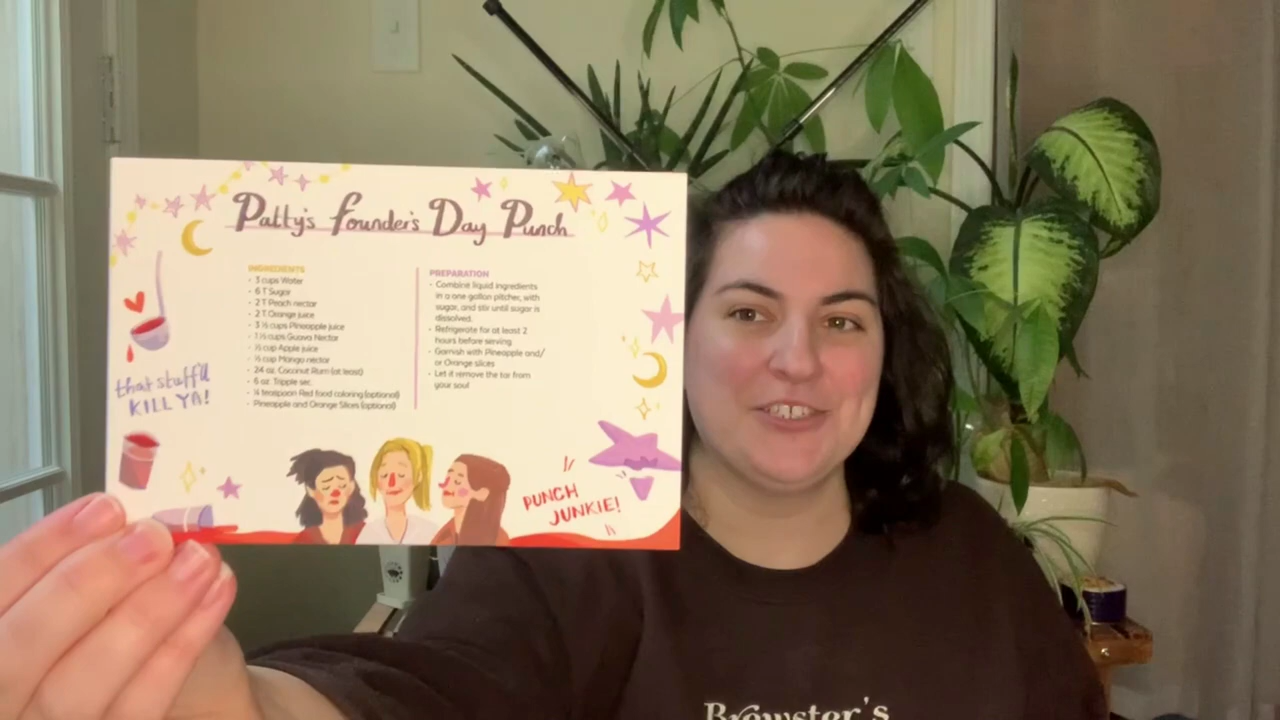 Patty's Founder's Day Punch
INGREDIENTS
- 3 cups Water
- 6 T Sugar
- 2 T Peach nectar
- 2 T Orange juice
- 3 ½ cups Pineapple juice
- 1 ½ cups Guava Nectar
- ½ cup Apple juice
- ½ cup Mango nectar
- 24 oz. Coconut Rum (at least)
- 6 oz. Tripple sec.
- ¼ teaspoon Red food coloring (optional)
- Pineapple and Orange Slices (optional)
PREPARATION
- Combine liquid ingredients
in a one gallon pitcher, with
sugar, and stir until sugar is
dissolved.
- Refrigerate for at least 2
hours before serving
- Garnish with Pineapple and/
or Orange slices
- Let it remove the tar from
your soul
that stuff'll
KILL YA!
PUNCH
JUNKIE!
Brewster's